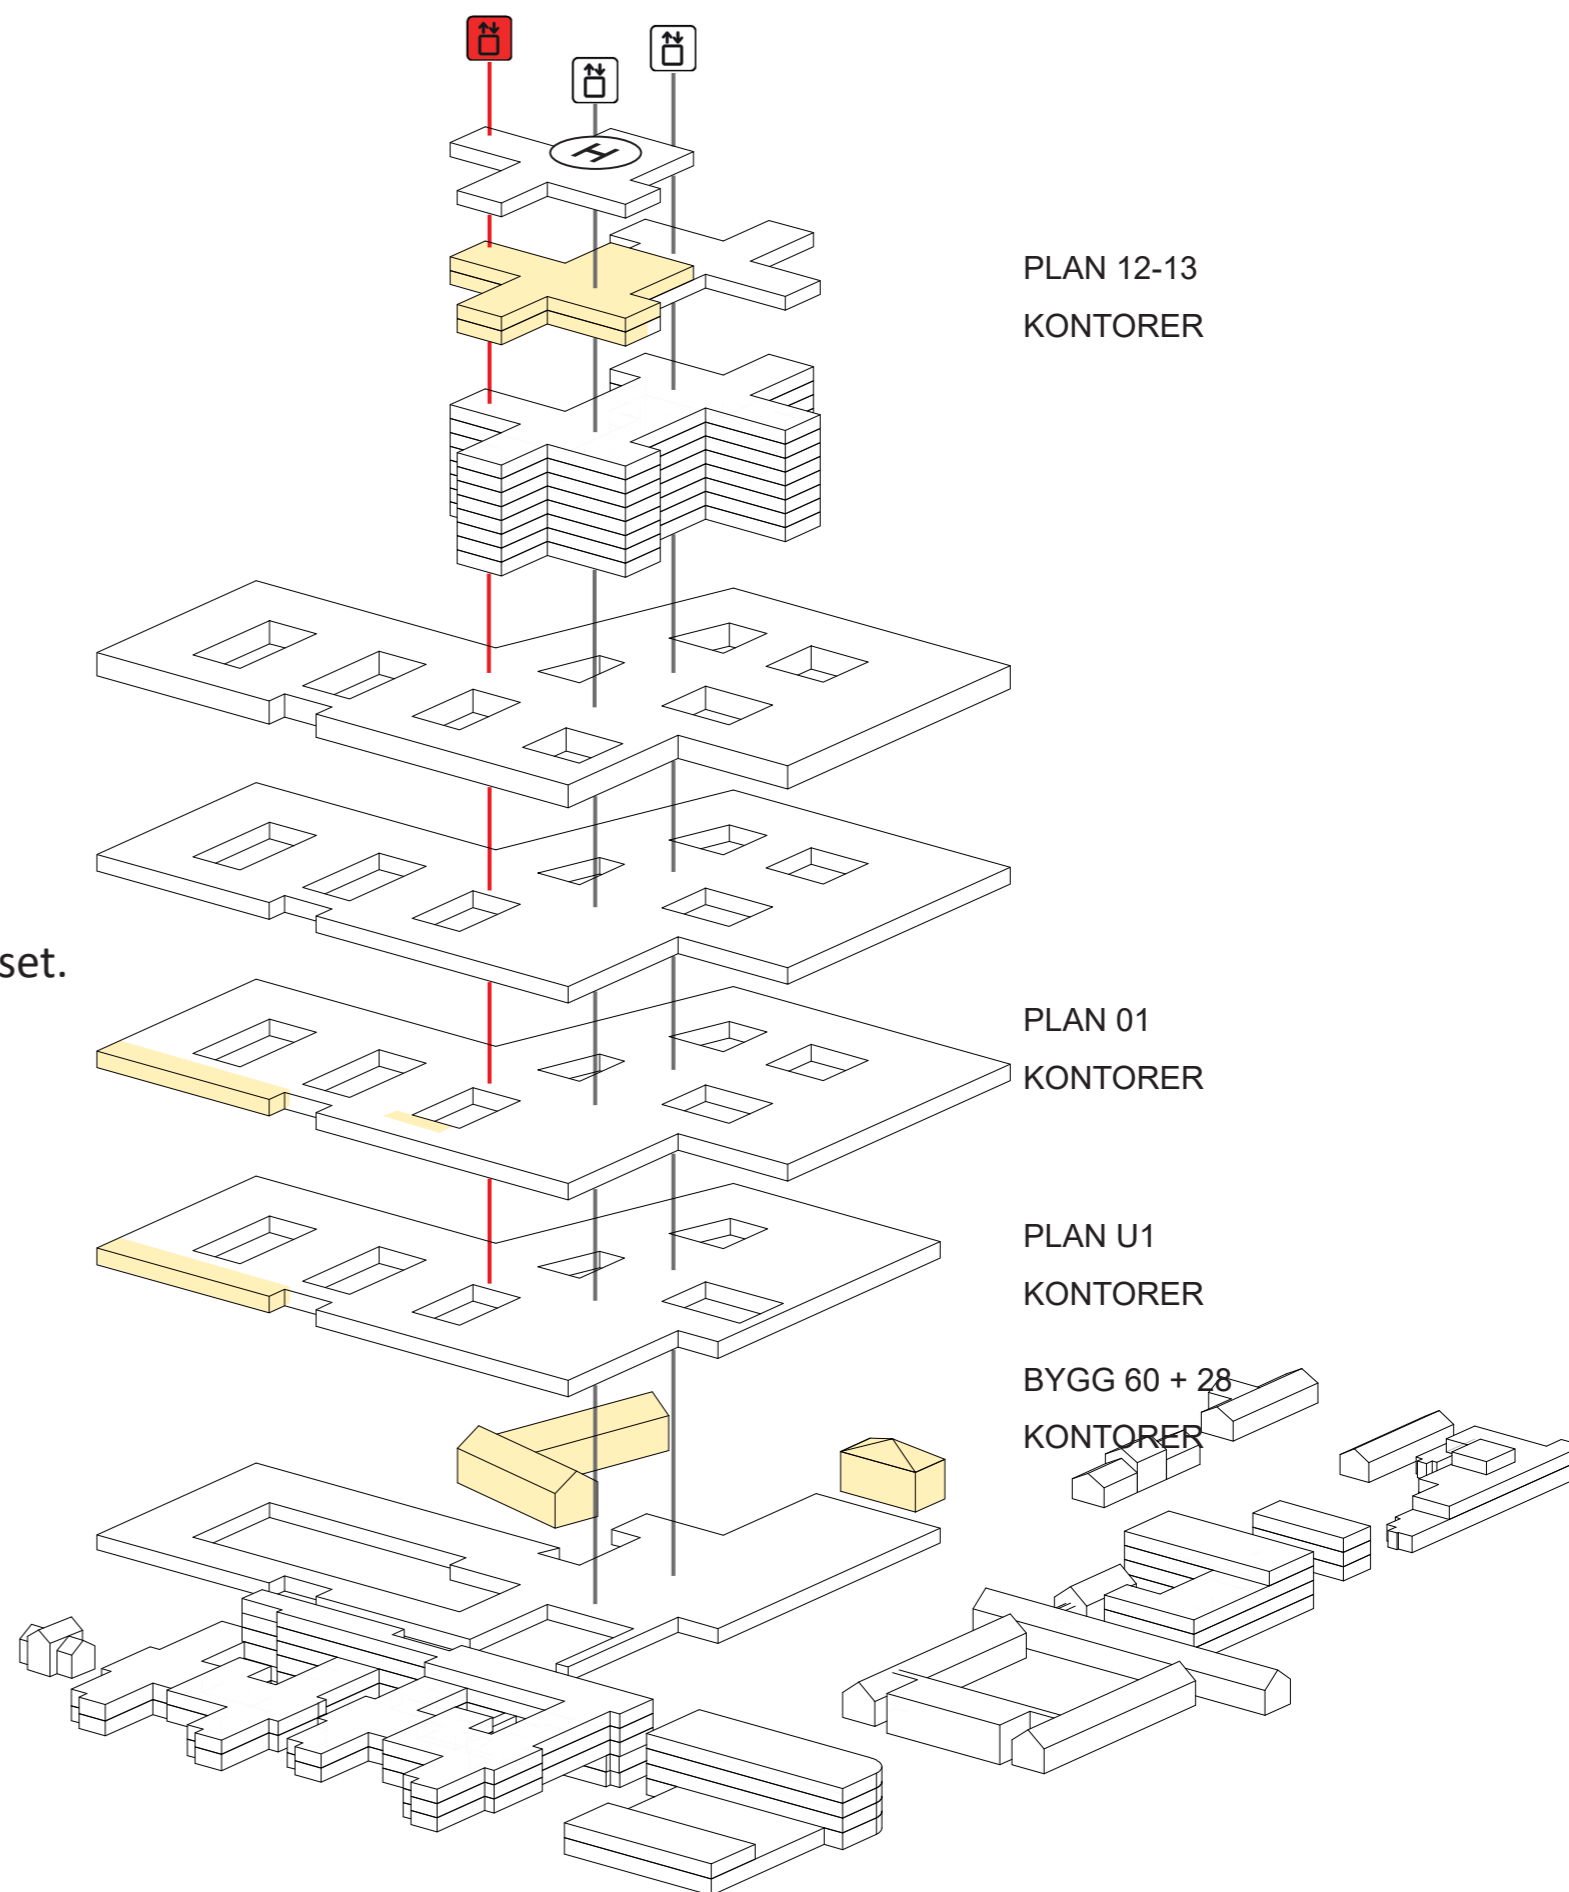 H
PLAN 12-13
KONTORER
set.
PLAN 01
KONTORER
PLAN U1
KONTORER
BYGG 60 + 28
KONTORER